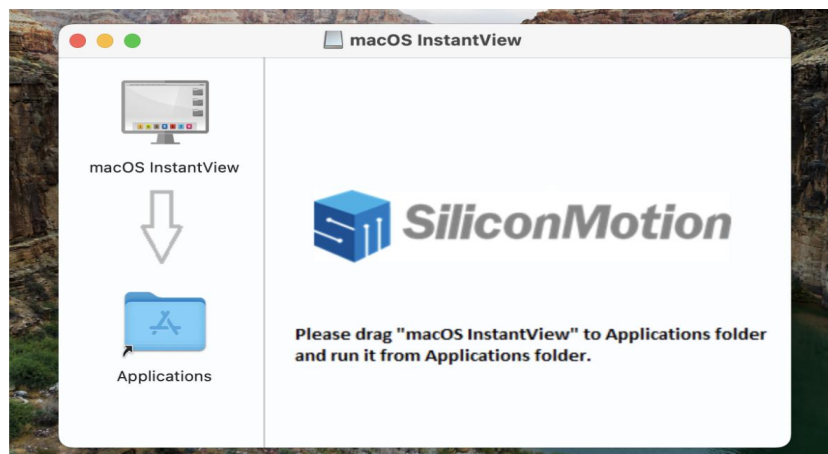 macOS InstantView
macOS InstantView
SiliconMotion
Please drag "macOS InstantView" to Applications folder
and run it from Applications folder.
Applications